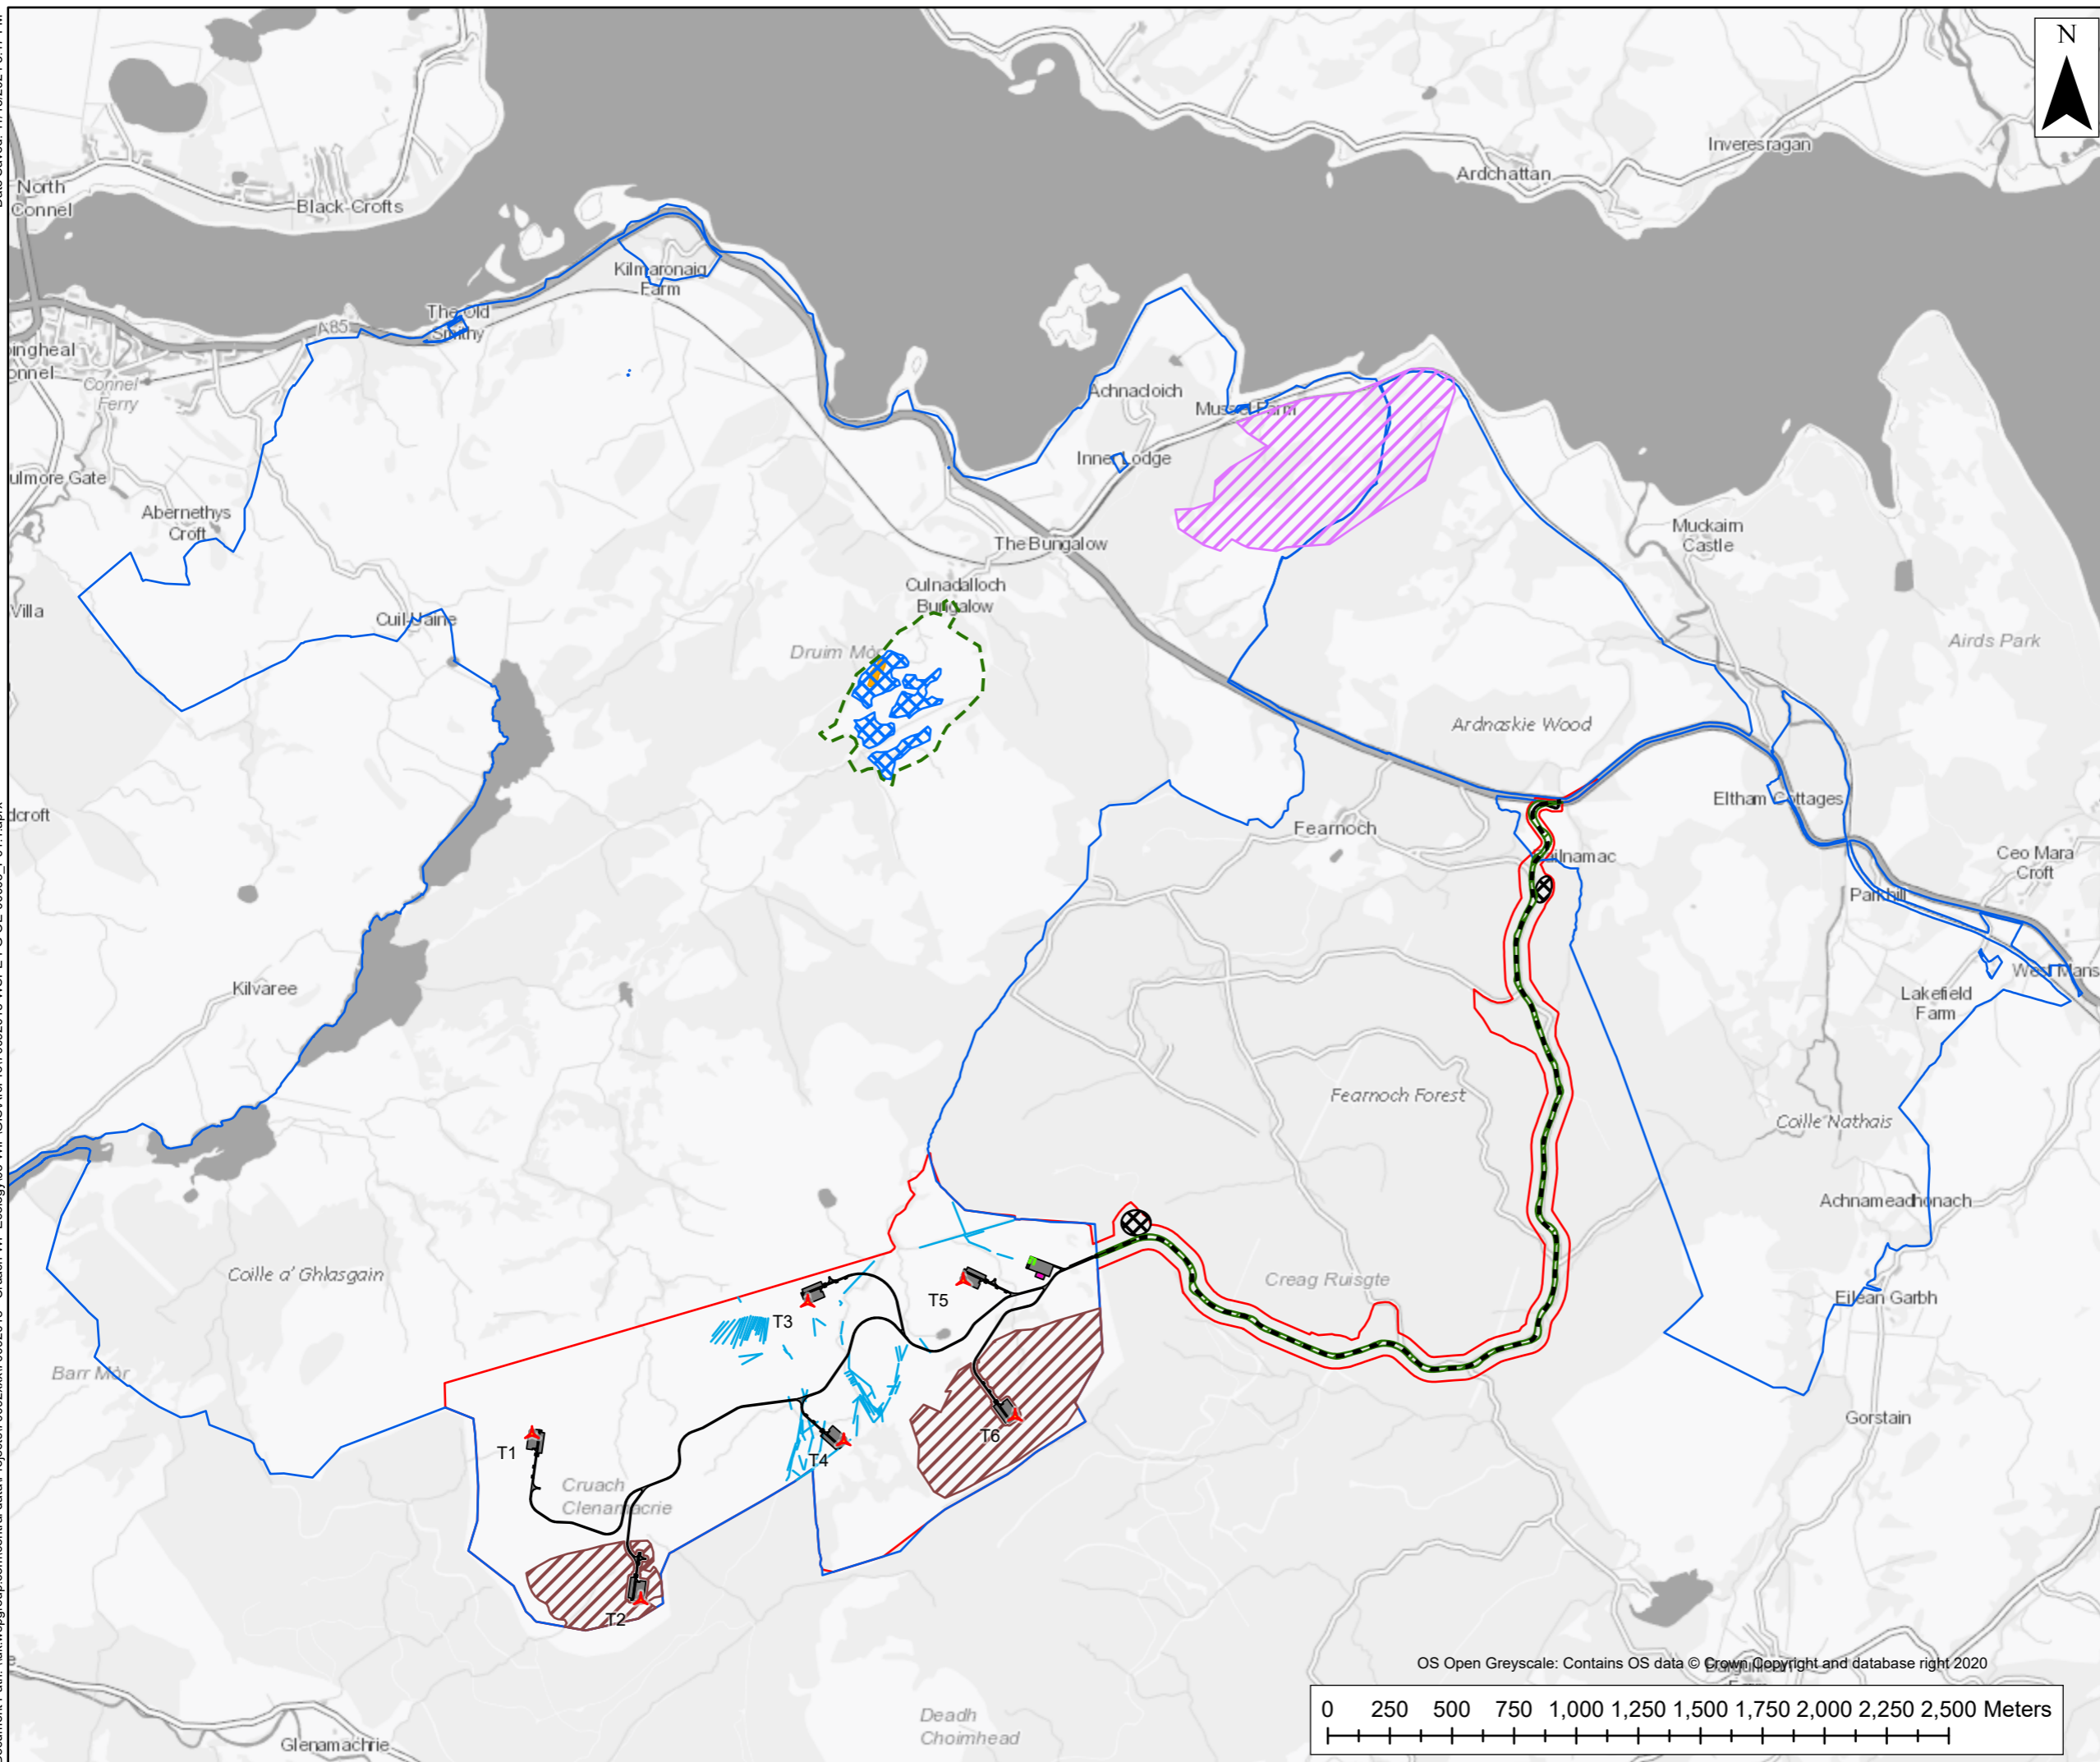 N
Inveresragan
Ardchattan
North
Connel
Black Crofts
Kilmaronaig
Farm
The Old
Smithy
A85
Connel
Ferry
Achnacloich
Mussel Farm
Inner Lodge
Abernethys
Croft
The Bungalow
Muckairn
Castle
Culnadalloch
Bungalow
Villa
Cuil-Uaine
Druim Mòr
Airds Park
Ardnaskie Wood
Eltham Cottages
Fearnoch
Ceo Mara
Croft
Parkhill
Kilvaree
Lakefield
Farm
Fearnoch Forest
Coille Nathais
Achnameadhonach
Coille a' Ghlasgain
Creag Ruisgte
Eilean Garbh
T5
T3
Barr Mòr
Gorstain
T6
T1
T4
Cruach
Clenamacrie
T2
OS Open Greyscale: Contains OS data © Crown Copyright and database right 2020
0 250 500 750 1,000 1,250 1,500 1,750 2,000 2,250 2,500 Meters
Deadh
Choimhead
Glenamachrie